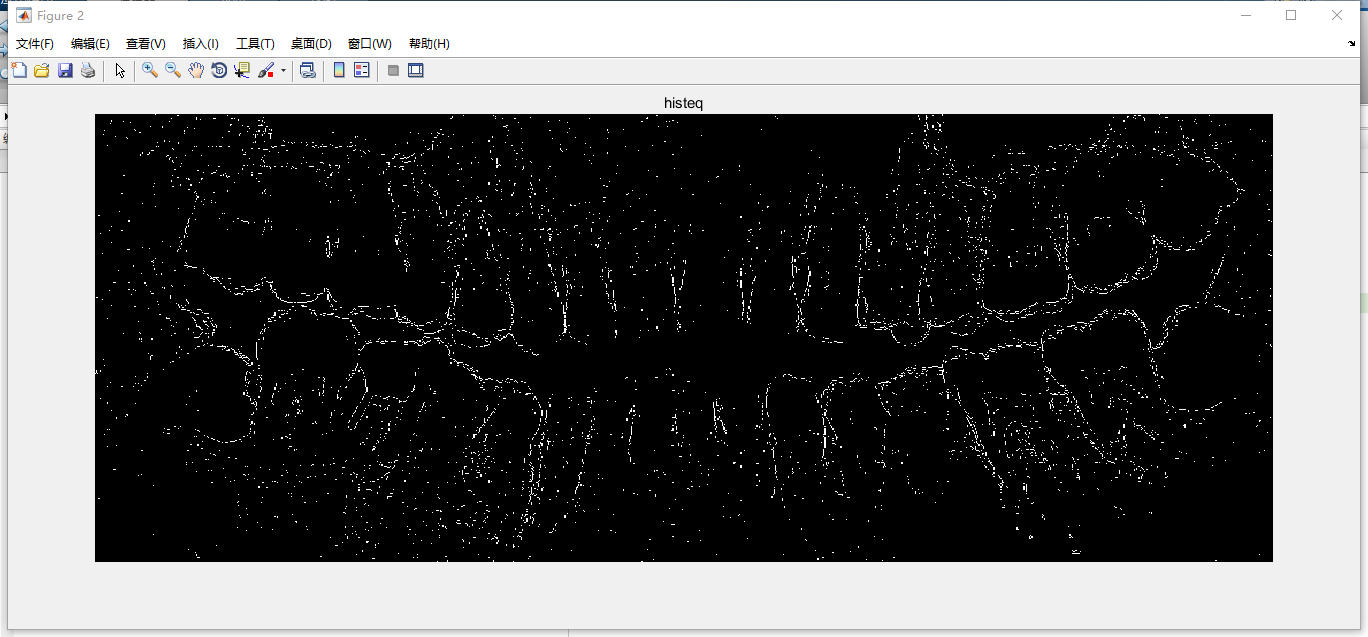 Figure 2
文件(F) 编辑(E) 查看(V) 插入(I) 工具(T) 桌面(D) 窗口(W) 帮助(H)
histeq